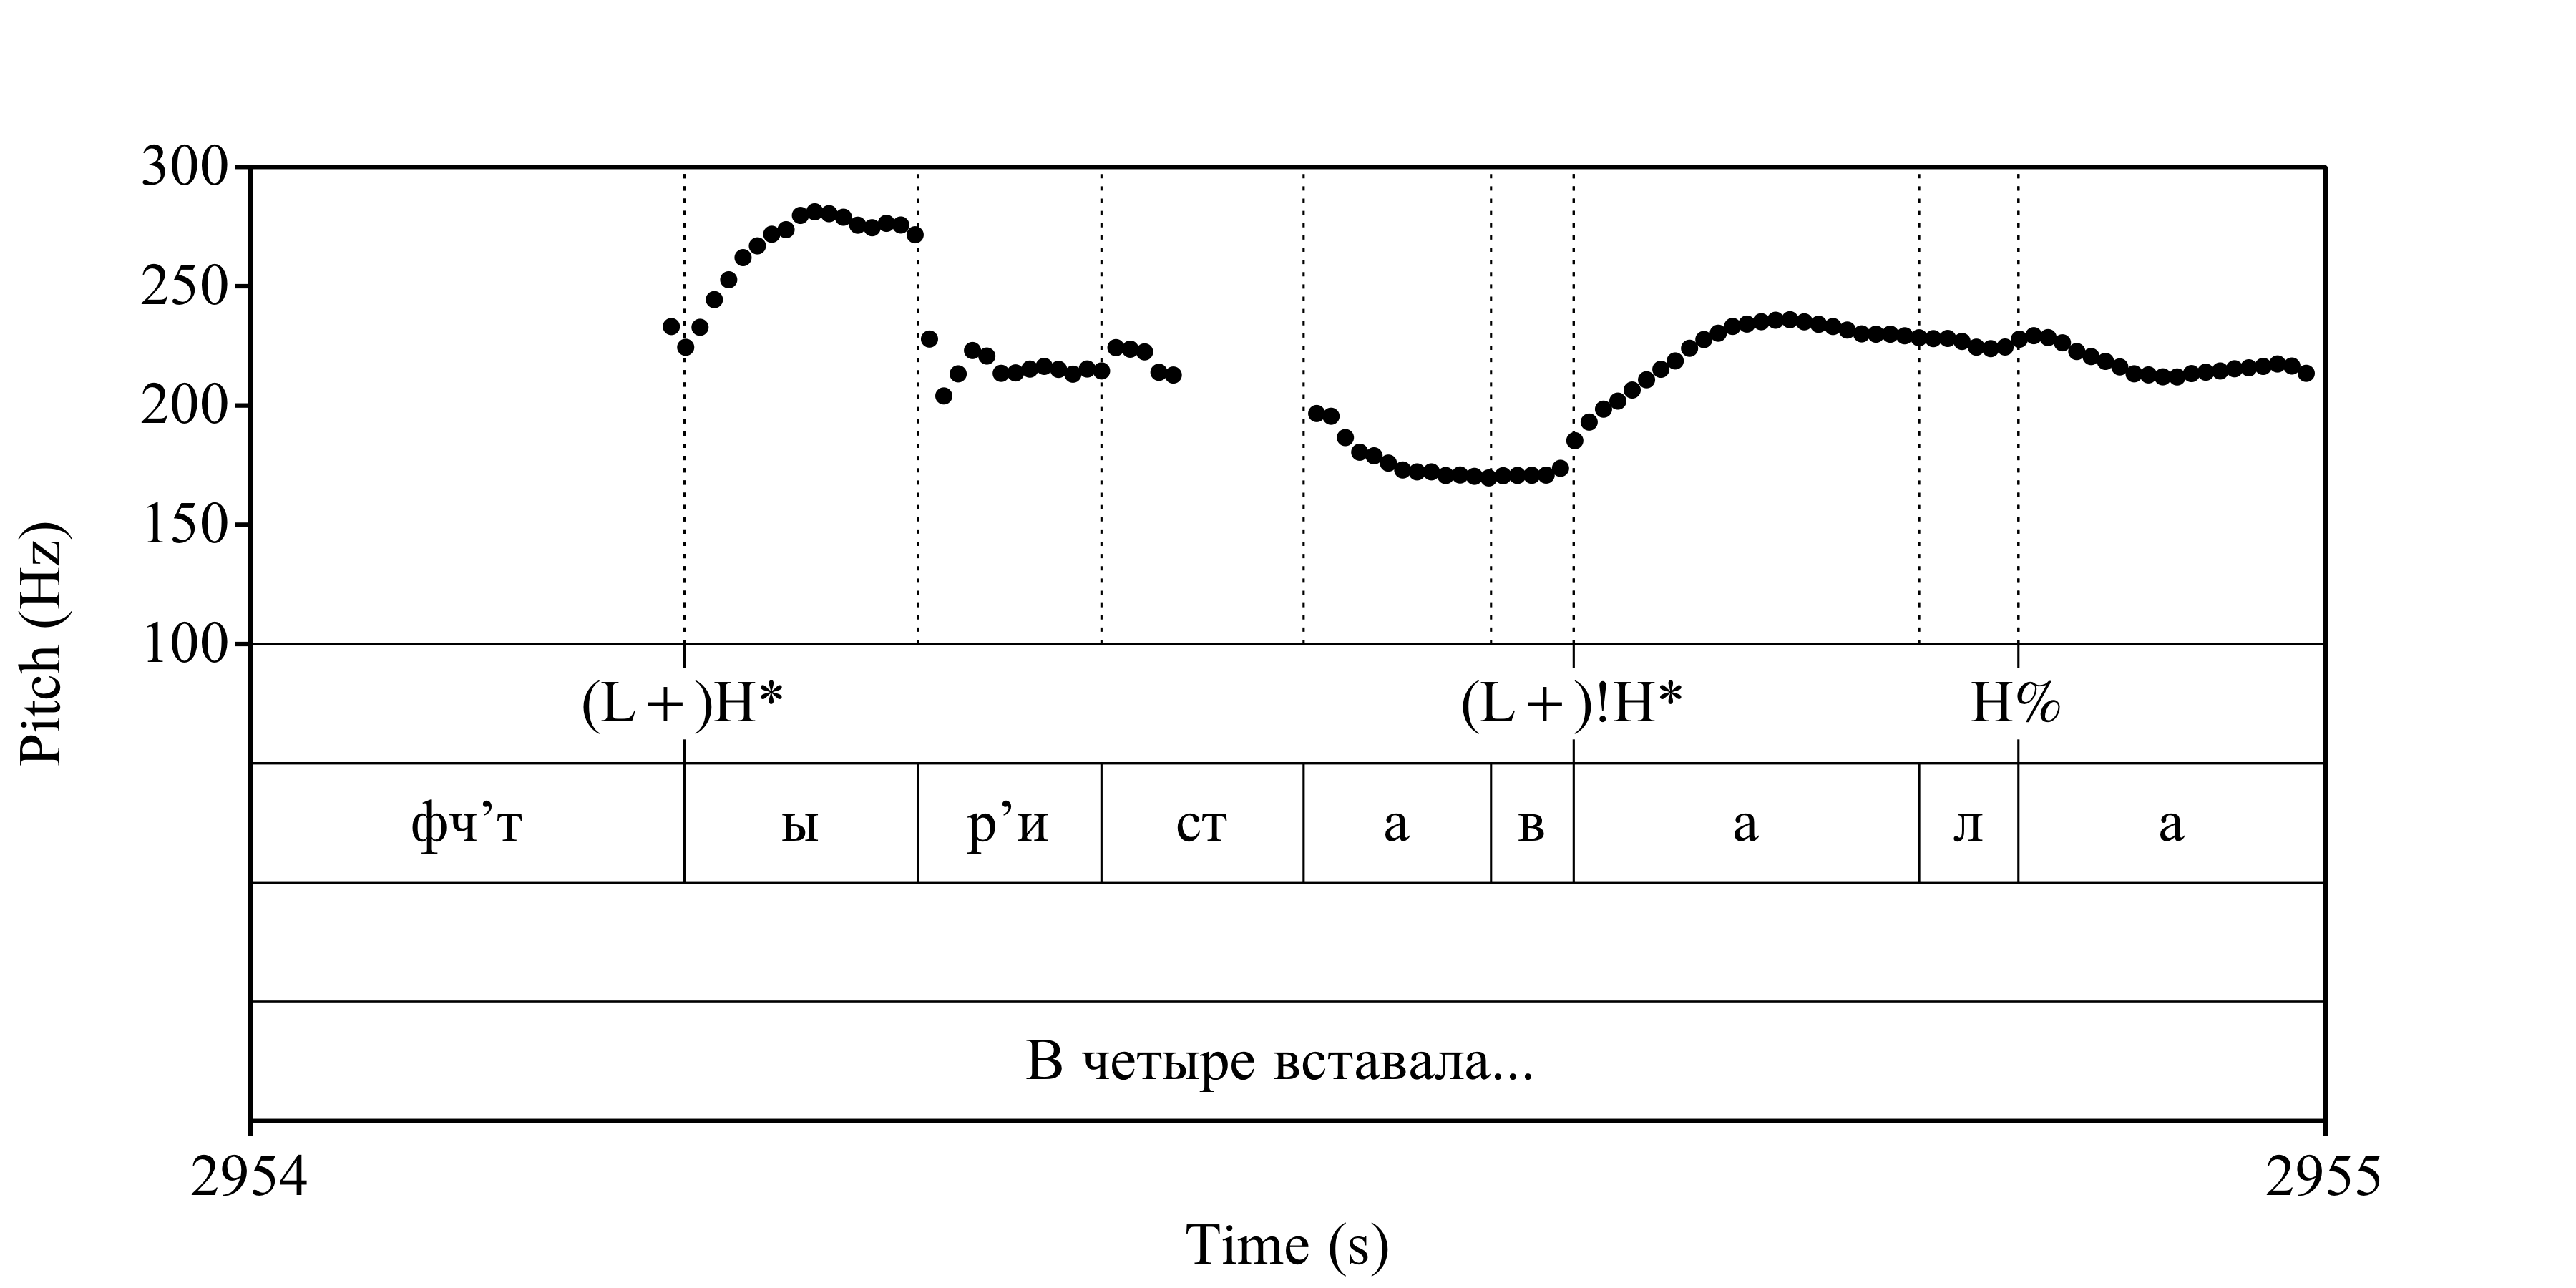 300
250
200
150
100
Pitch (Hz)
(L+)H* (L+)!H* H%
фч’т ы р’и ст а в а л а
В четыре вставала...
2954 2955
Time (s)